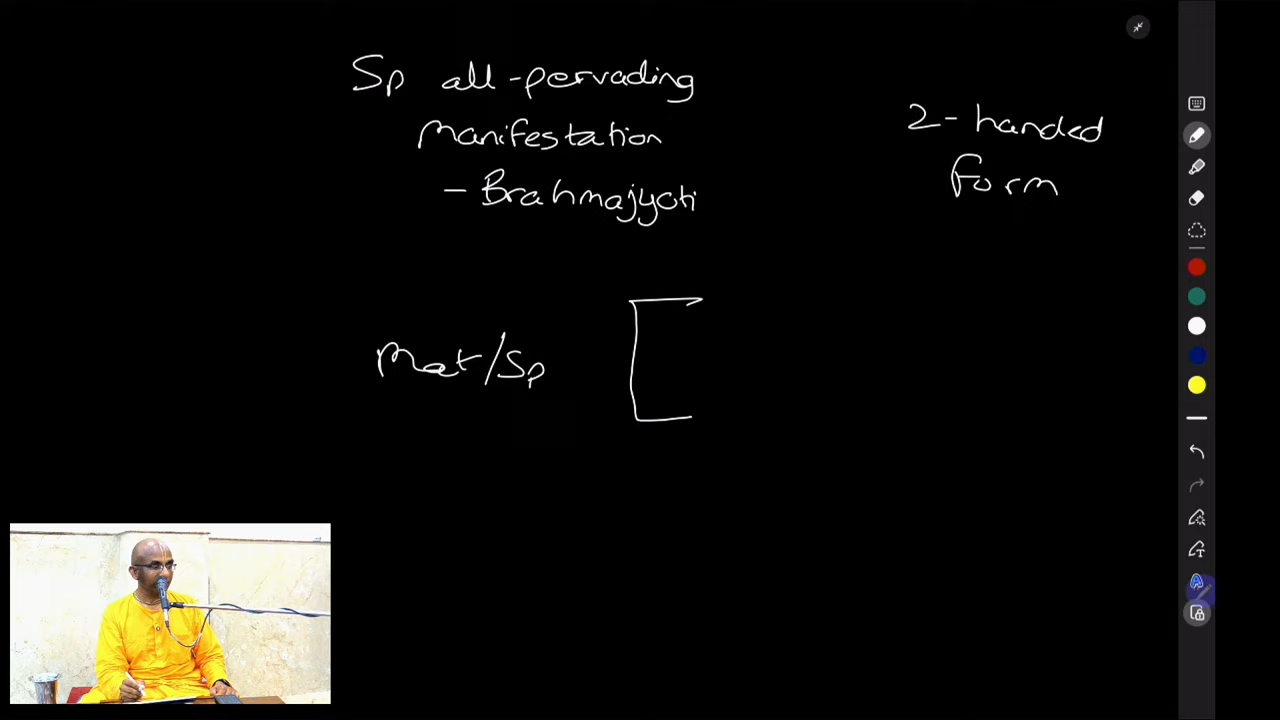 Sp all-pervading
manifestation
- Brahmajyoti
2-handed
form
Mat/Sp